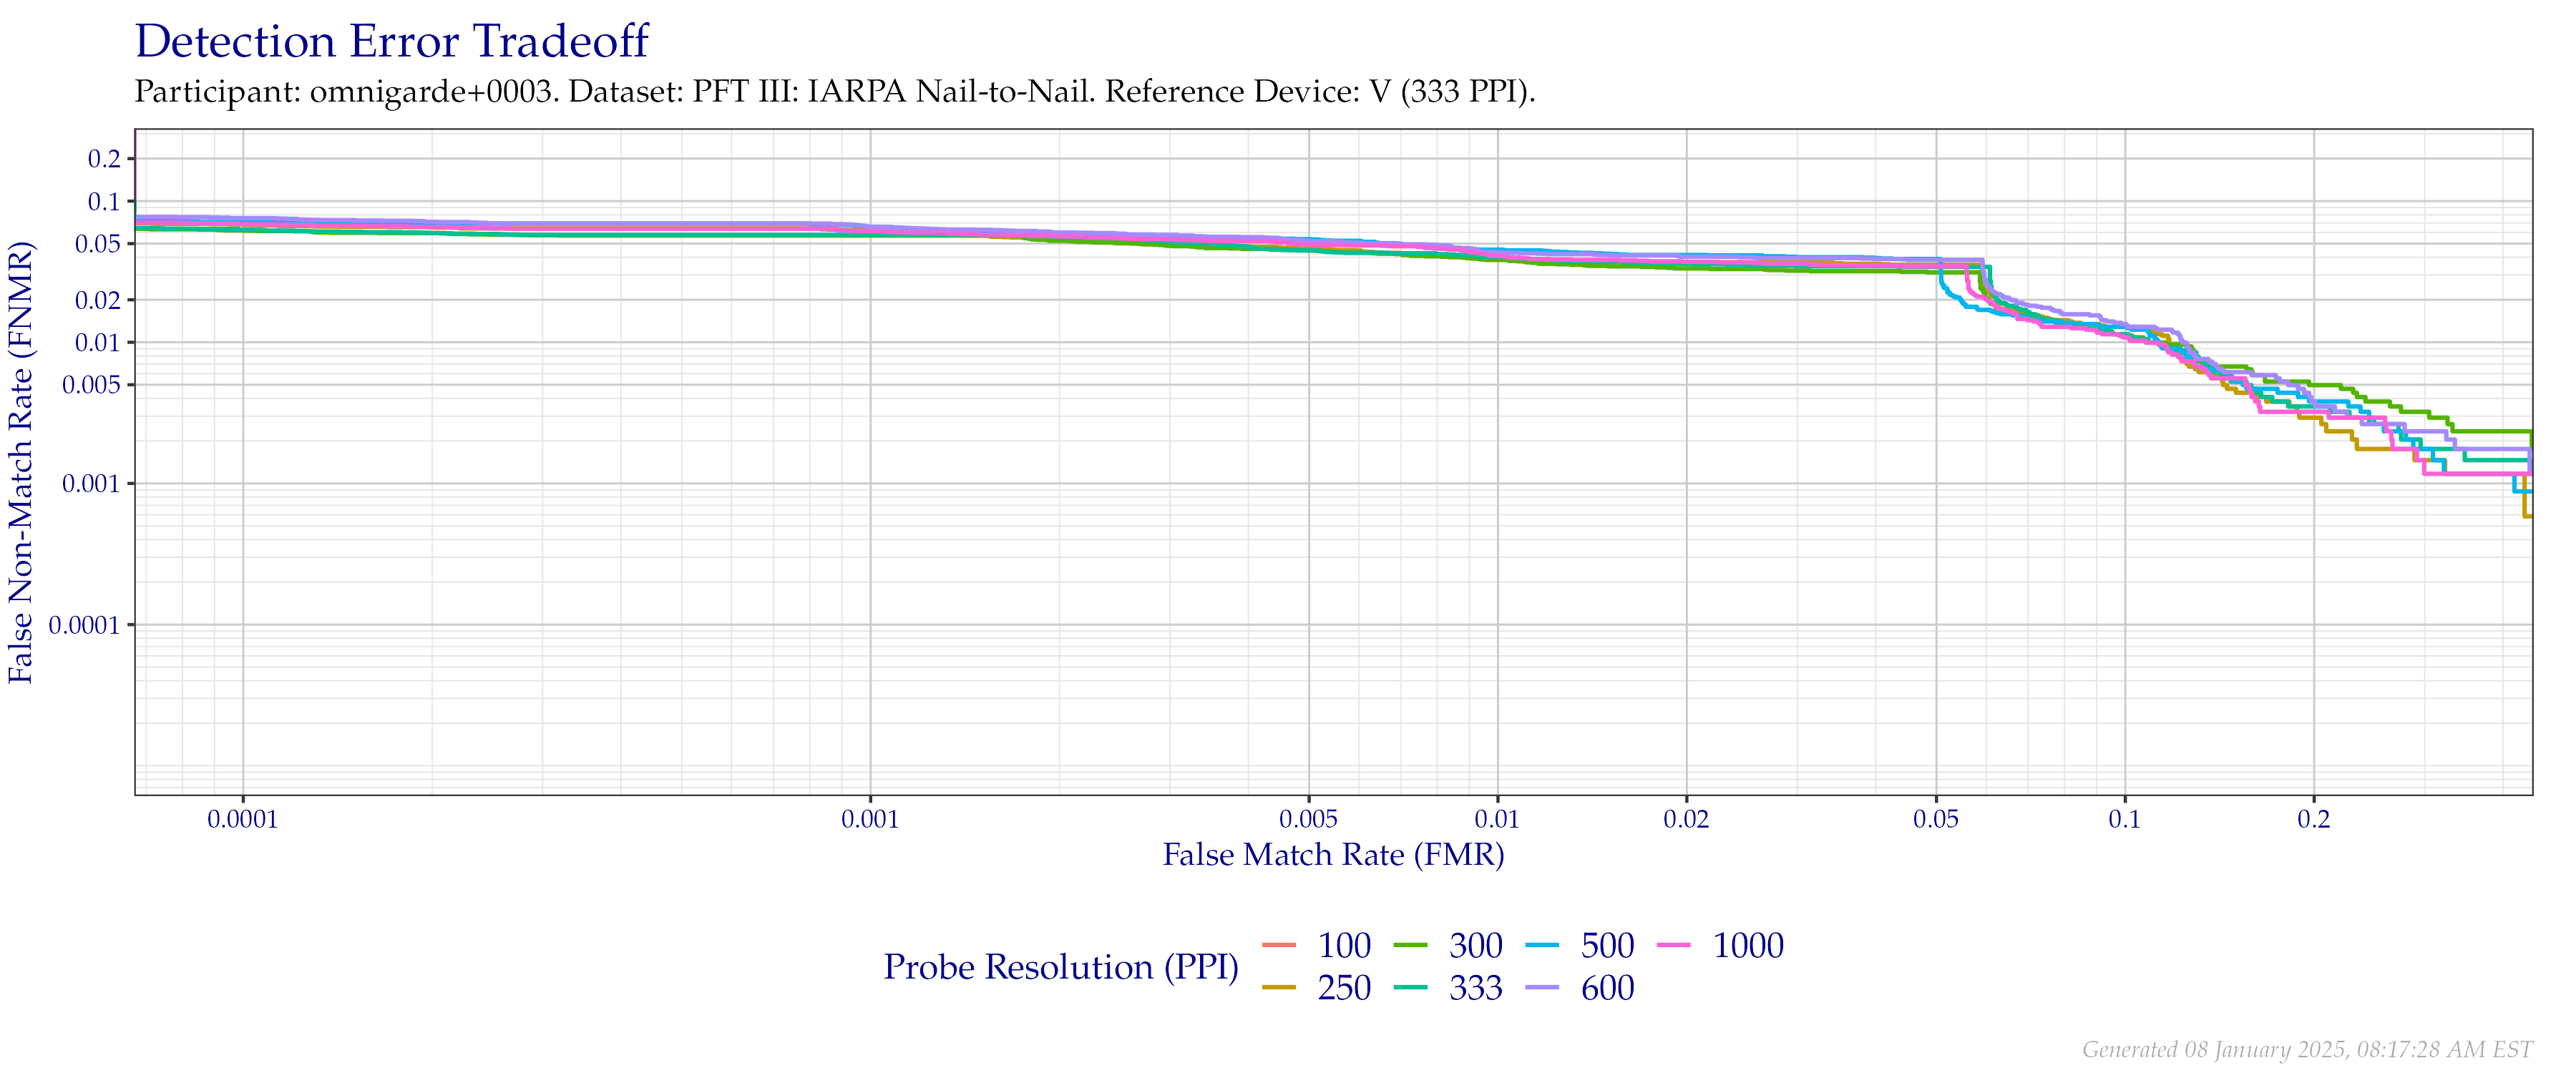 Detection Error Tradeoff
Participant: omnigarde+0003. Dataset: PFT III: IARPA Nail-to-Nail. Reference Device: V (333 PPI).
False Non-Match Rate (FNMR)
0.2
0.1
0.05
0.02
0.01
0.005
0.001
0.0001
0.0001 0.001 0.005 0.01 0.02 0.05 0.1 0.2
False Match Rate (FMR)
Probe Resolution (PPI)
100 300 500 1000
250 333 600
Generated 08 January 2025, 08:17:28 AM EST